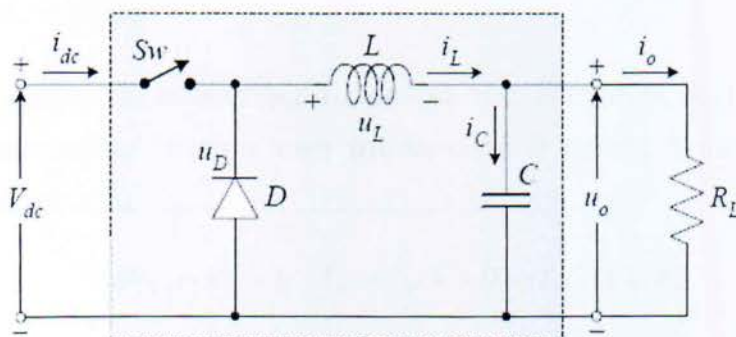 + i_dc Sw L i_L + i_o
+ −
u_L
i_C
u_D D C
V_dc u_o R_L
− −